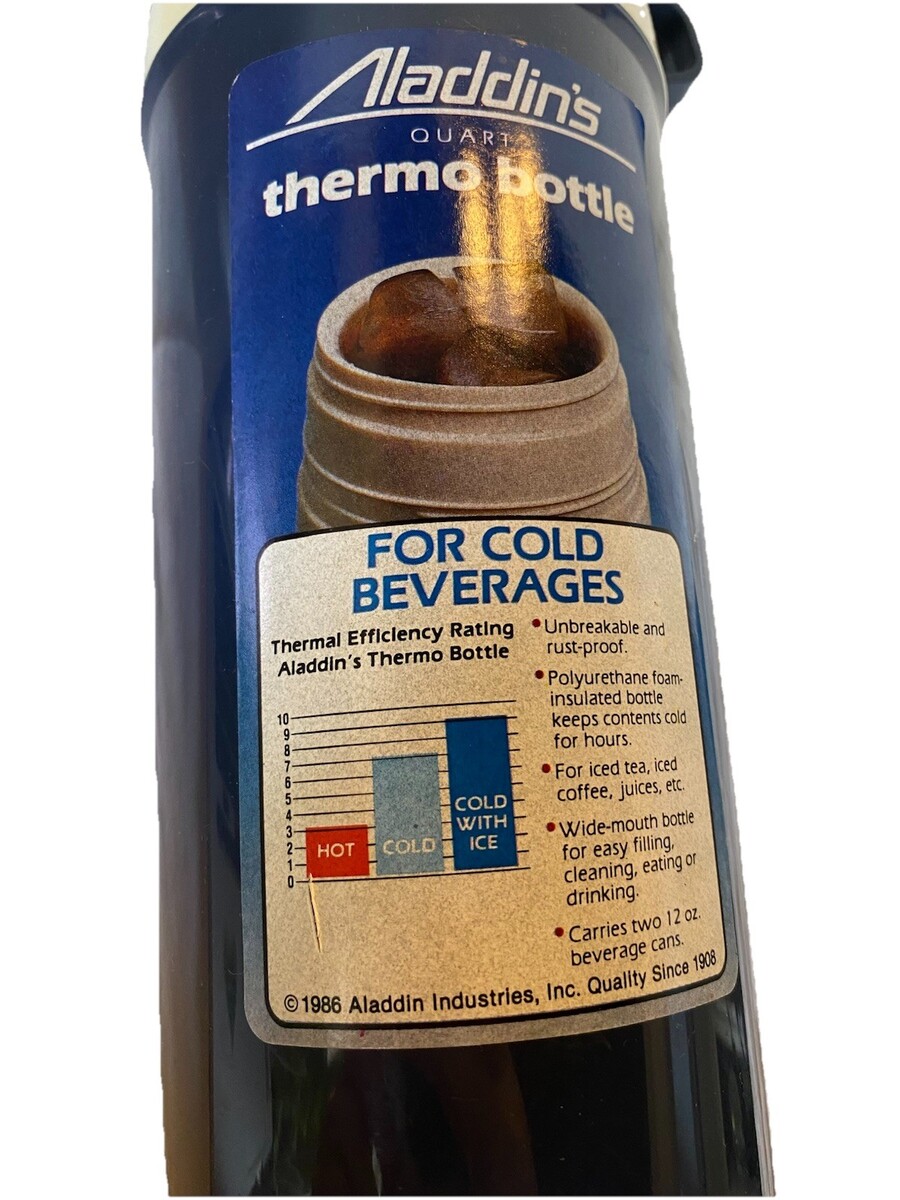 Aladdin's
QUART
thermo bottle
FOR COLD
BEVERAGES
Thermal Efficiency Rating
Aladdin's Thermo Bottle
10
9
8
7
6
5
4
3
2
1
0
HOT
COLD
COLD
WITH
ICE
•Unbreakable and
rust-proof.
•Polyurethane foam-
insulated bottle
keeps contents cold
for hours.
•For iced tea, iced
coffee, juices, etc.
•Wide-mouth bottle
for easy filling,
cleaning, eating or
drinking.
•Carries two 12 oz.
beverage cans.
©1986 Aladdin Industries, Inc. Quality Since 1908